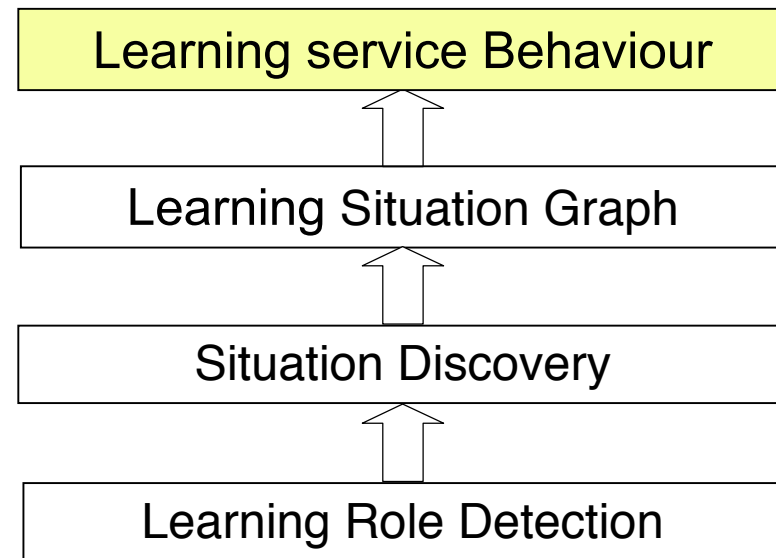 Learning service Behaviour
Learning Situation Graph
Situation Discovery
Learning Role Detection